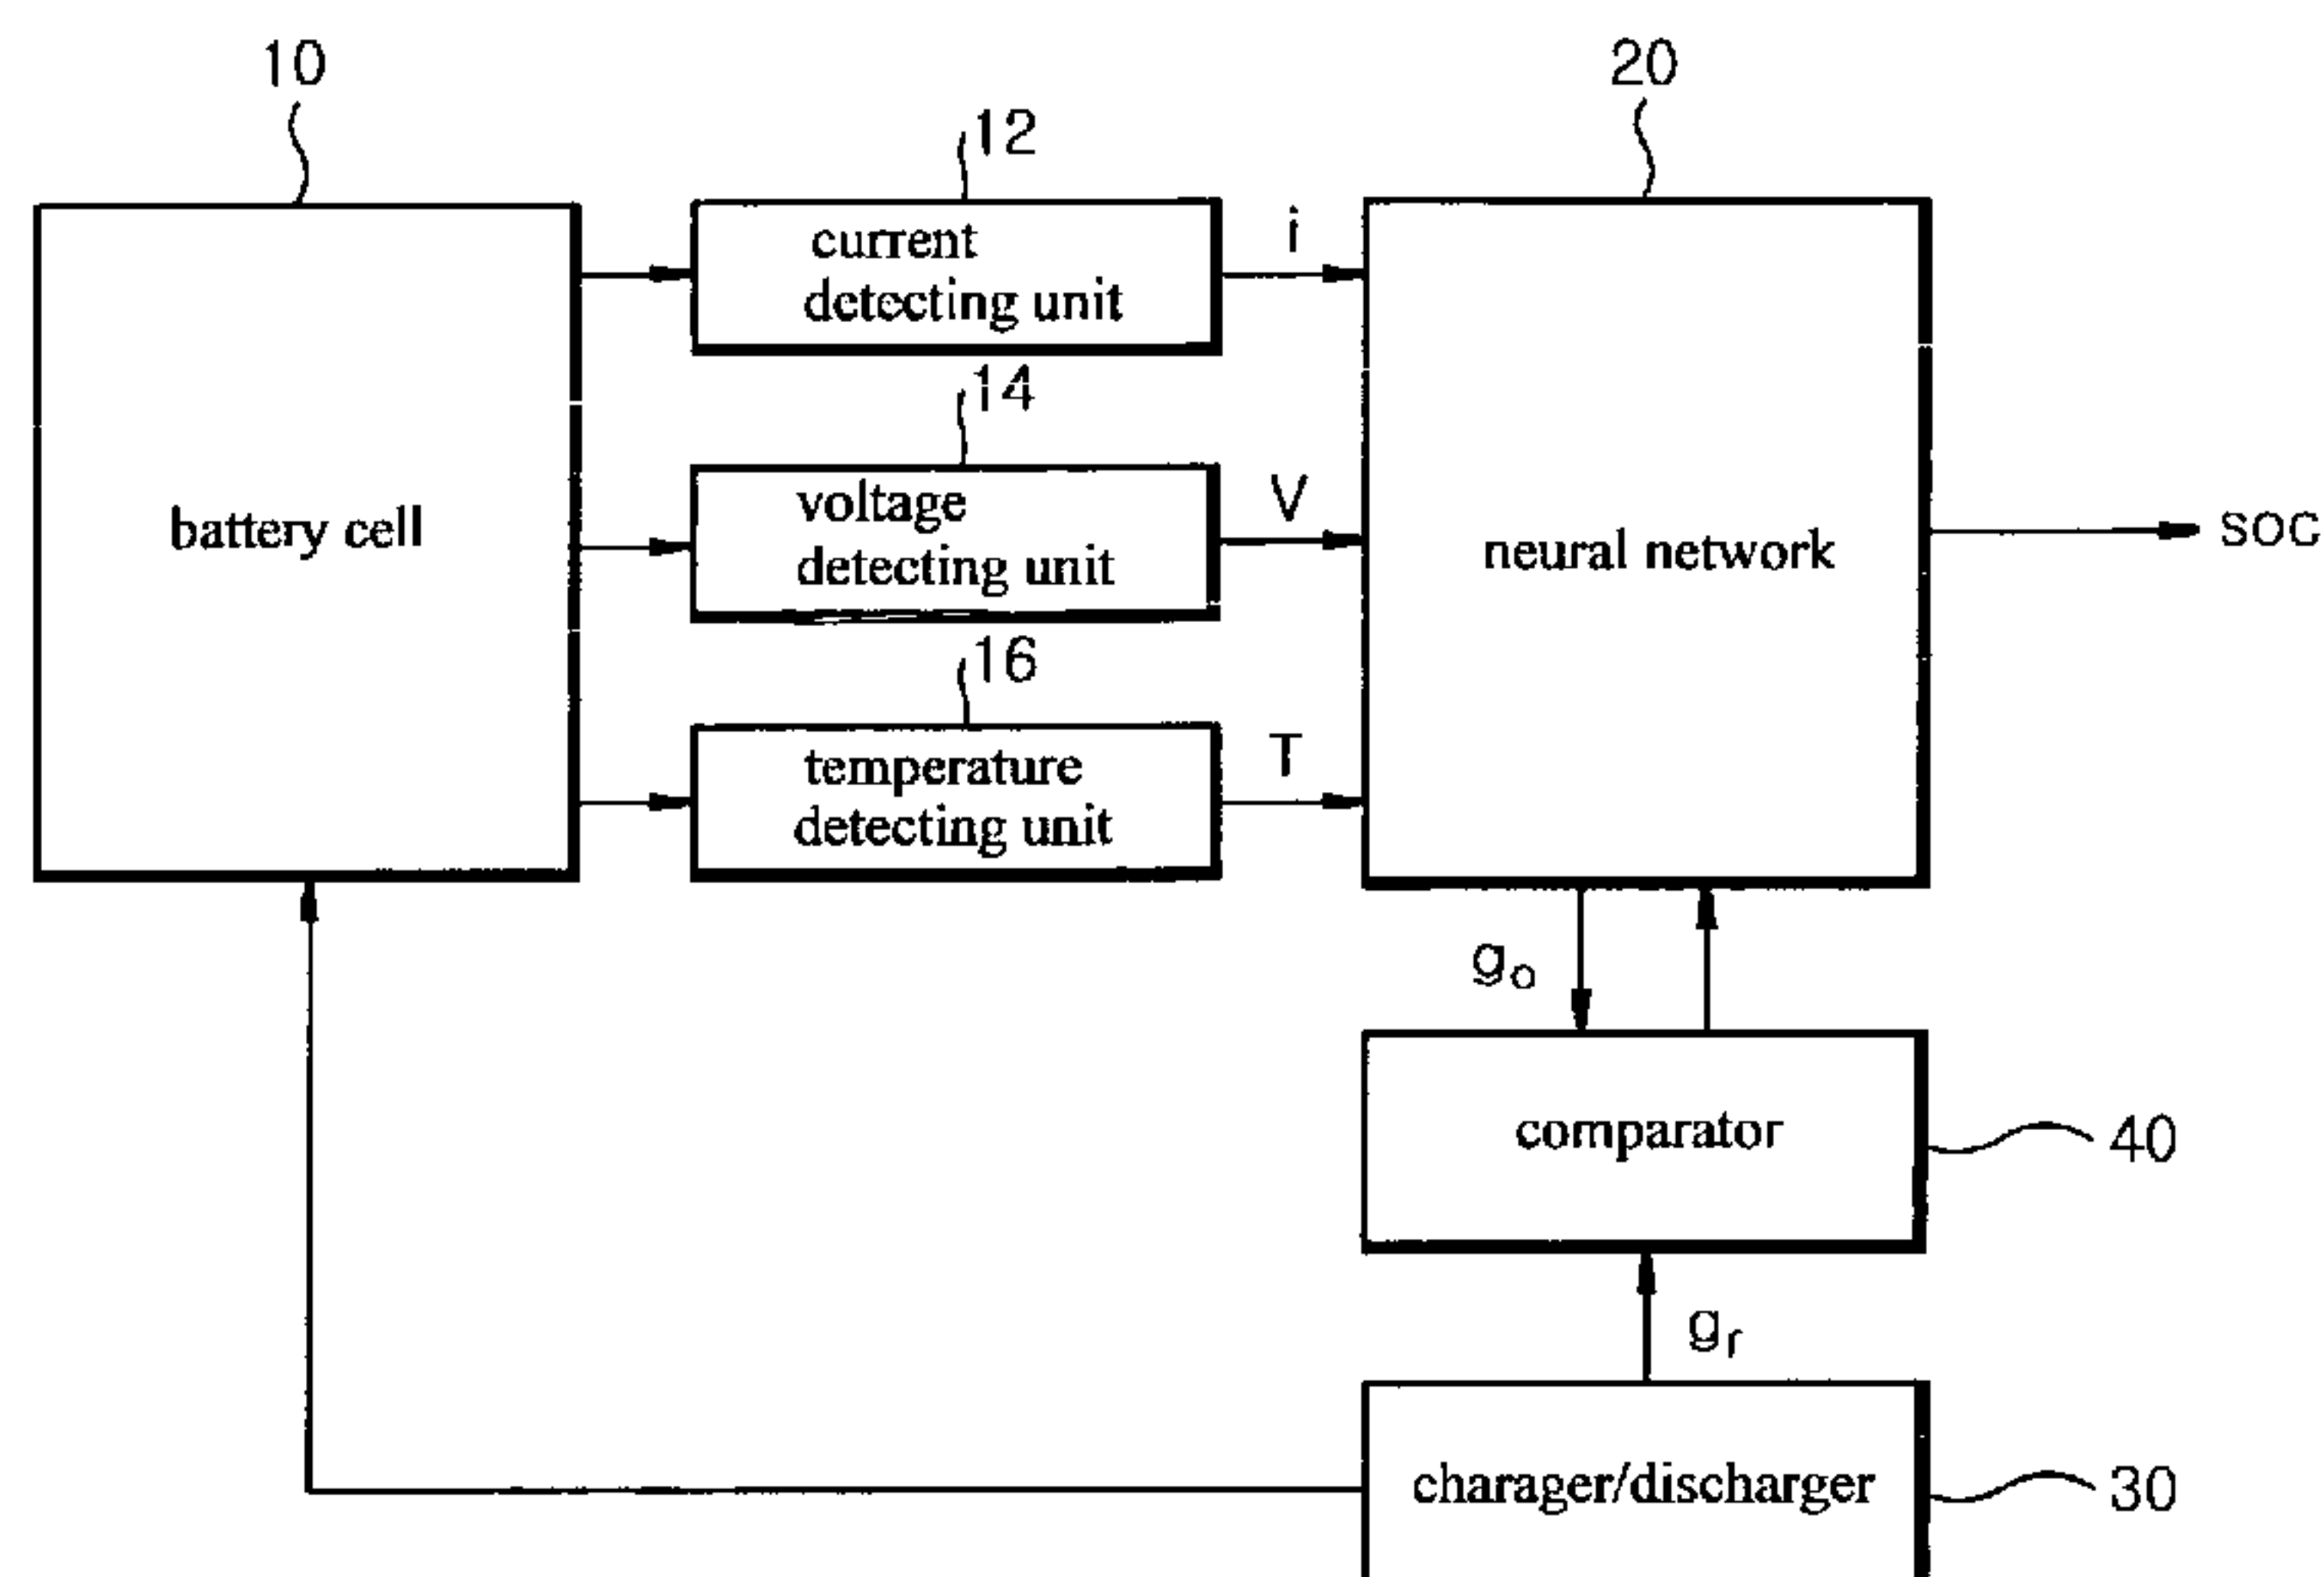 10
20
12
current
detecting unit
i
14
battery cell
voltage
detecting unit
V
neural network
SOC
16
temperature
detecting unit
T
go
comparator
40
gr
charager/discharger
30